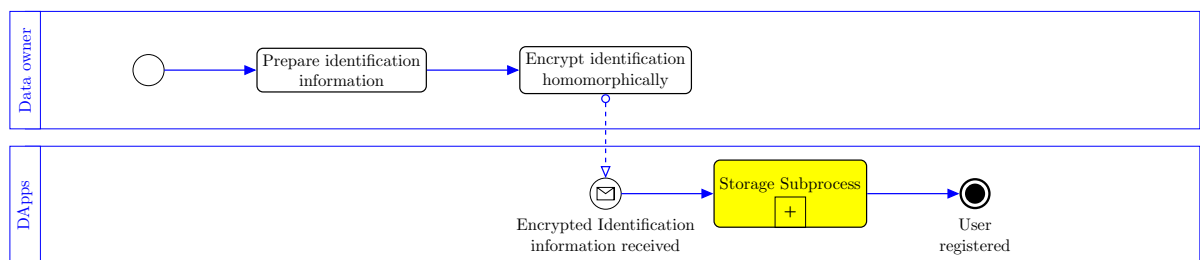 Data owner
Prepare identification
information
Encrypt identification
homomorphically
DApps
Encrypted Identification
information received
Storage Subprocess
+
User
registered